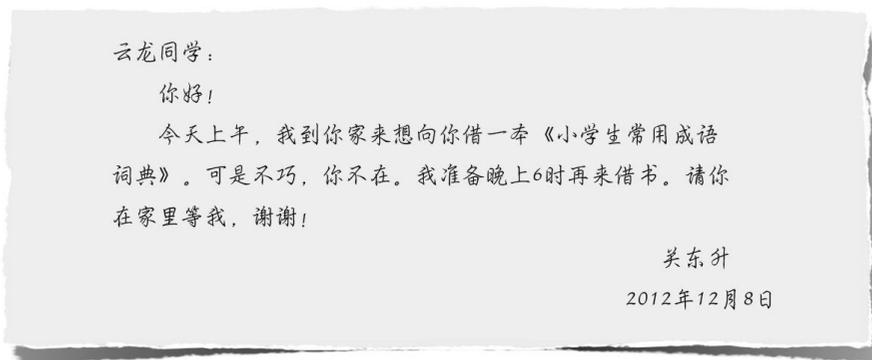 云龙同学：
你好！
今天上午，我到你家来想向你借一本《小学生常用成语
词典》。可是不巧，你不在。我准备晚上6时再来借书。请你
在家里等我，谢谢！
关东升
2012年12月8日